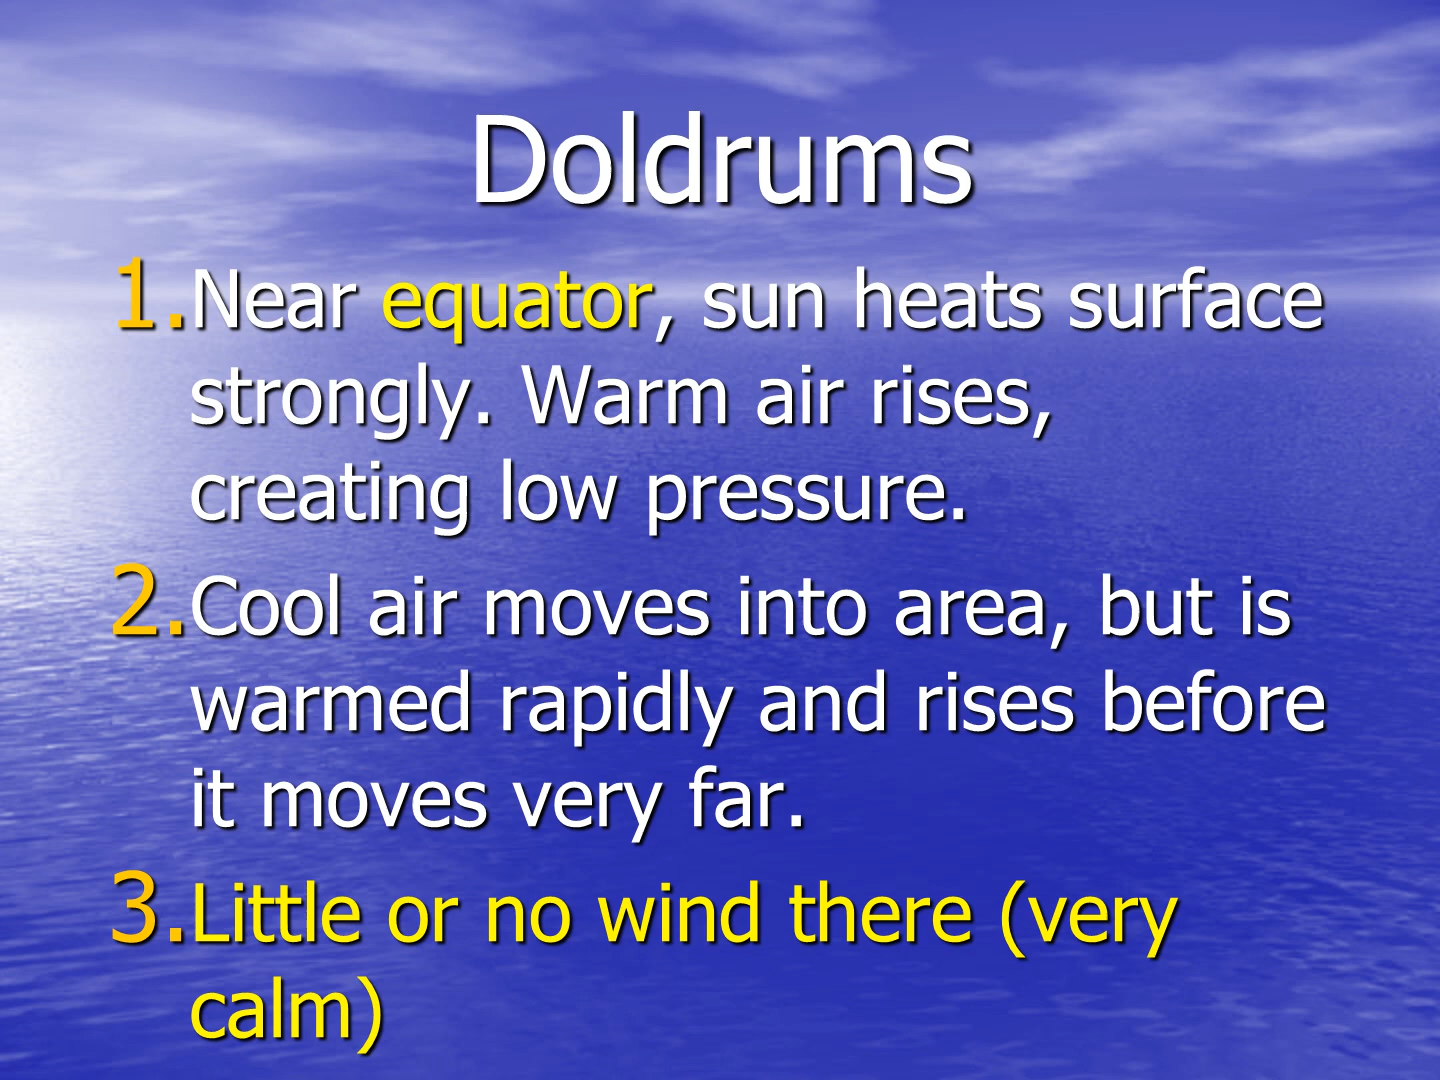 Doldrums
1. Near equator, sun heats surface
strongly. Warm air rises,
creating low pressure.
2. Cool air moves into area, but is
warmed rapidly and rises before
it moves very far.
3. Little or no wind there (very
calm)